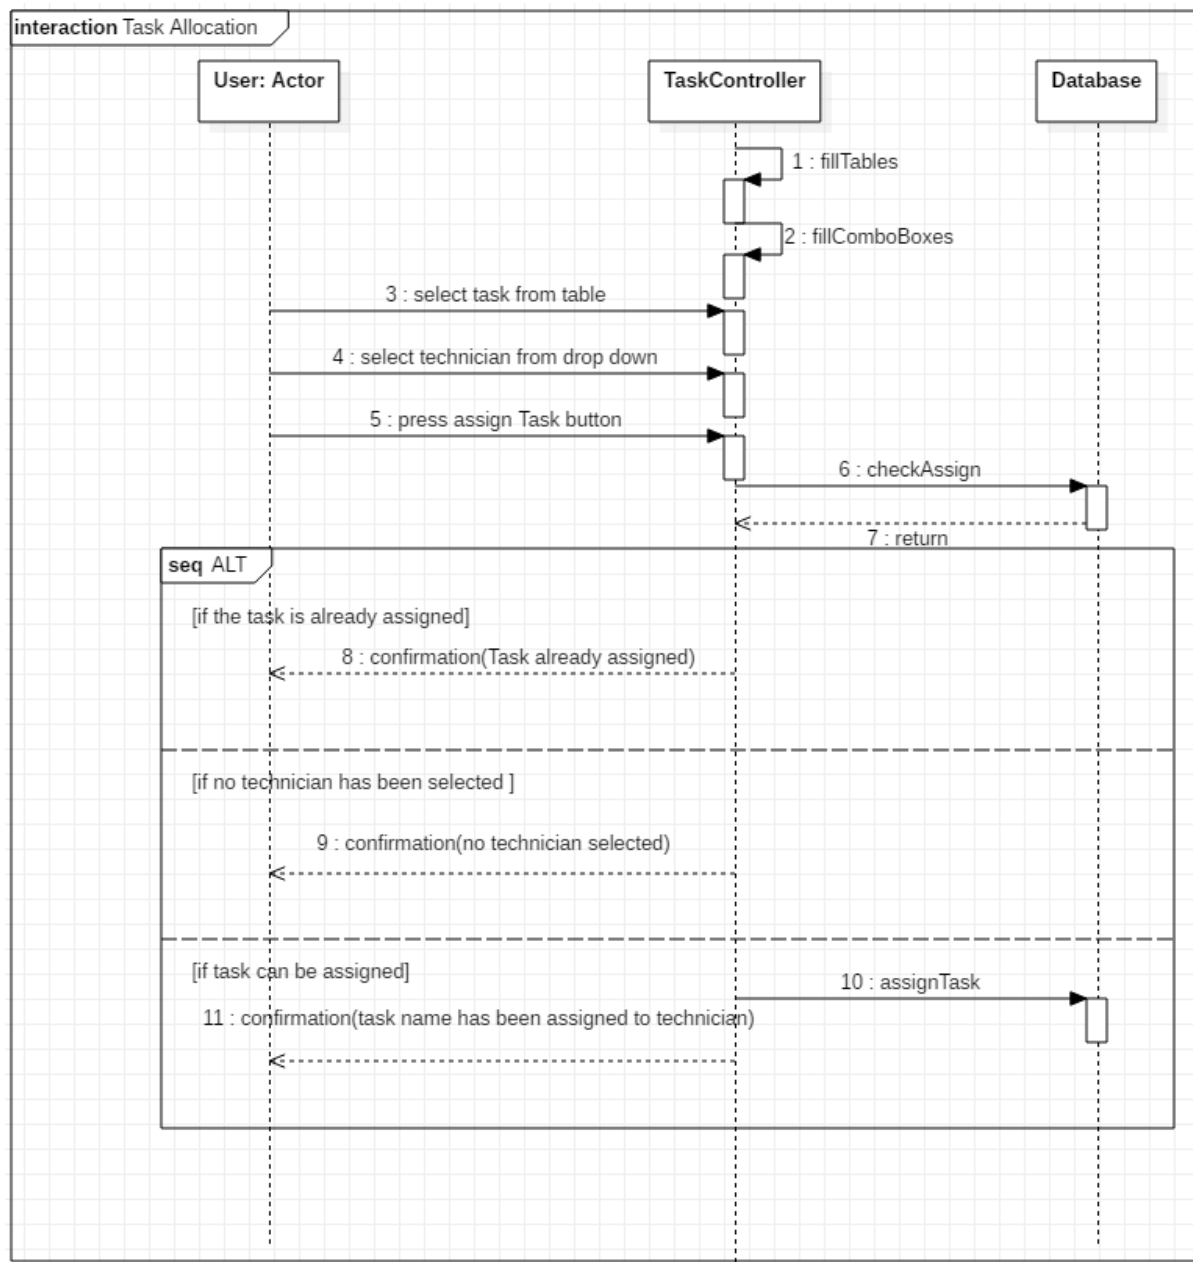 interaction Task Allocation
User: Actor
TaskController
Database
1 : fillTables
2 : fillComboBoxes
3 : select task from table
4 : select technician from drop down
5 : press assign Task button
6 : checkAssign
7 : return
seq ALT
[if the task is already assigned]
8 : confirmation(Task already assigned)
[if no technician has been selected ]
9 : confirmation(no technician selected)
[if task can be assigned]
10 : assignTask
11 : confirmation(task name has been assigned to technician)